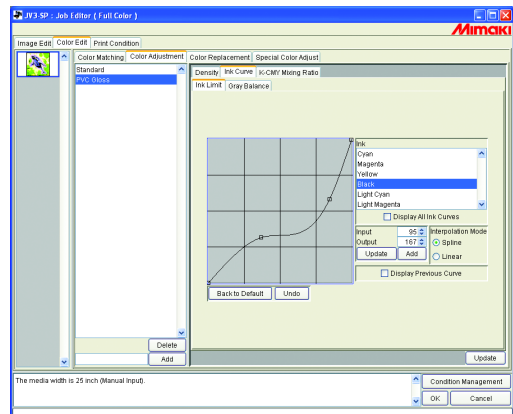 JV3-SP : Job Editor ( Full Color )
Mimaki
Image Edit Color Edit Print Condition
Color Matching Color Adjustment Color Replacement Special Color Adjust
Standard
PVC Gloss
Density Ink Curve K-CMY Mixing Ratio
Ink Limit Gray Balance
Ink
Cyan
Magenta
Yellow
Black
Light Cyan
Light Magenta
Display All Ink Curves
Input 95 Interpolation Mode
Output 167 Spline
Update Add Linear
Display Previous Curve
Back to Default Undo
Delete
Add Update
The media width is 25 inch (Manual Input).
Condition Management
OK Cancel